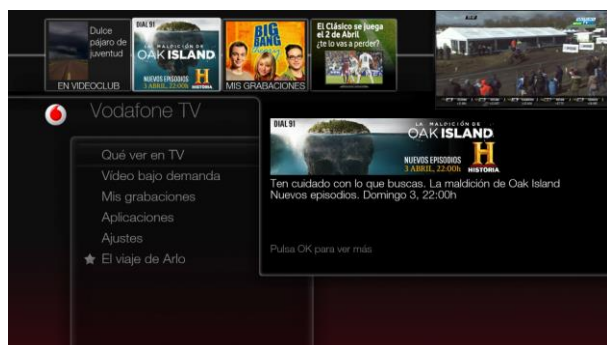 Dulce
pájaro de
juventud
EN VIDEOCLUB
DIAL 91
LA MALDICIÓN DE
OAK ISLAND
NUEVOS EPISODIOS
3 ABRIL, 22:00h
H
HISTORIA
BIG
BANG
MIS GRABACIONES
El Clásico se juega
el 2 de Abril
¿te lo vas a perder?
Vodafone TV
Qué ver en TV
Vídeo bajo demanda
Mis grabaciones
Aplicaciones
Ajustes
El viaje de Arlo
DIAL 91
LA MALDICIÓN DE
OAK ISLAND
NUEVOS EPISODIOS
3 ABRIL, 22:00h
H
HISTORIA
Ten cuidado con lo que buscas. La maldición de Oak Island
Nuevos episodios. Domingo 3, 22:00h
Pulsa OK para ver más